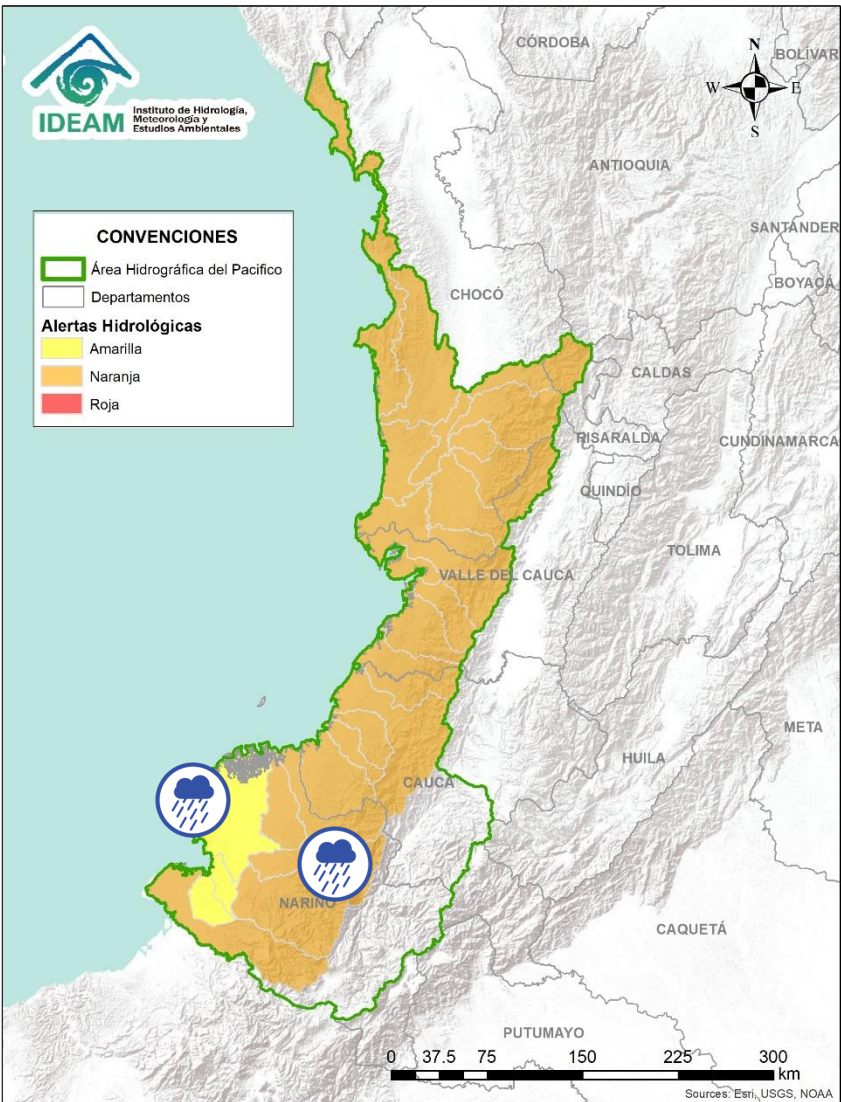 IDEAM
Instituto de Hidrología,
Meteorología y
Estudios Ambientales
CÓRDOBA
BOLÍVAR
N
W
E
S
ANTIOQUIA
SANTANDER
BOYACÁ
CONVENCIONES
Área Hidrográfica del Pacifico
Departamentos
Alertas Hidrológicas
Amarilla
Naranja
Roja
CHOCÓ
CALDAS
RISARALDA
CUNDINAMARCA
QUINDÍO
TOLIMA
VALLE DEL CAUCA
META
HUILA
CAUCA
NARIÑO
CAQUETÁ
PUTUMAYO
0 37.5 75 150 225 300
km
Sources: Esri, USGS, NOAA